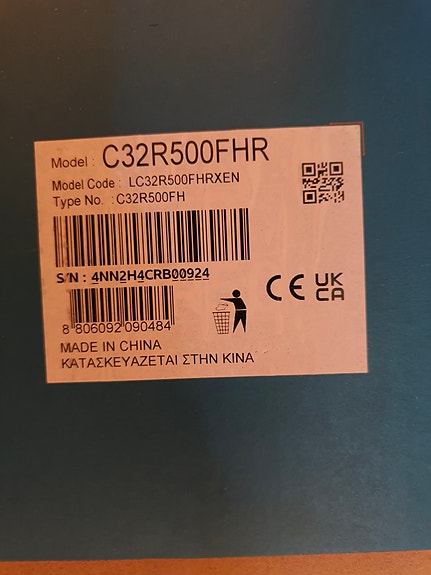 Model : C32R500FHR
Model Code : LC32R500FHRXEN
Type No. : C32R500FH
S/N : 4NN2H4CRB00924
CE UK
CA
8 806092 090484
MADE IN CHINA
ΚΑΤΑΣΚΕΥΑΖΕΤΑΙ ΣΤΗΝ ΚΙΝΑ